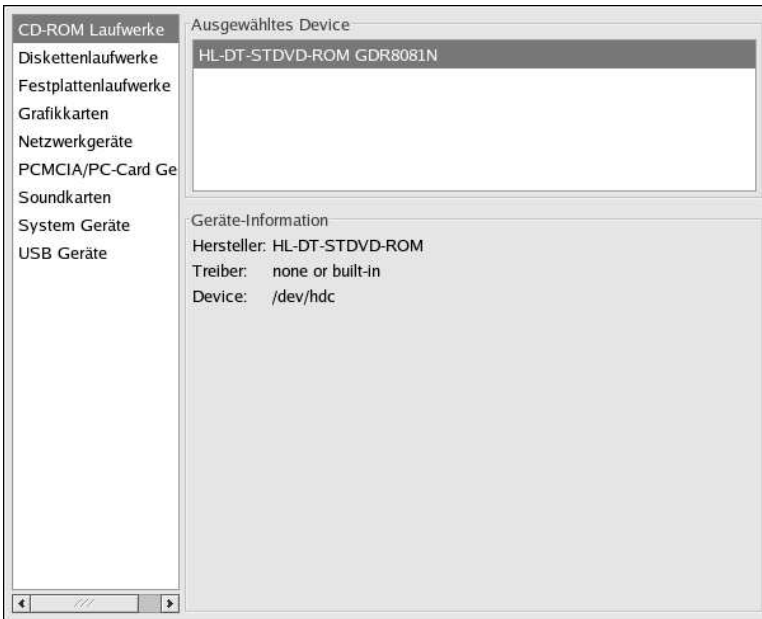 CD-ROM Laufwerke
Diskettenlaufwerke
Festplattenlaufwerke
Grafikkarten
Netzwerkgeräte
PCMCIA/PC-Card Ge
Soundkarten
System Geräte
USB Geräte
Ausgewähltes Device
HL-DT-STDVD-ROM GDR8081N
Geräte-Information
Hersteller: HL-DT-STDVD-ROM
Treiber: none or built-in
Device: /dev/hdc